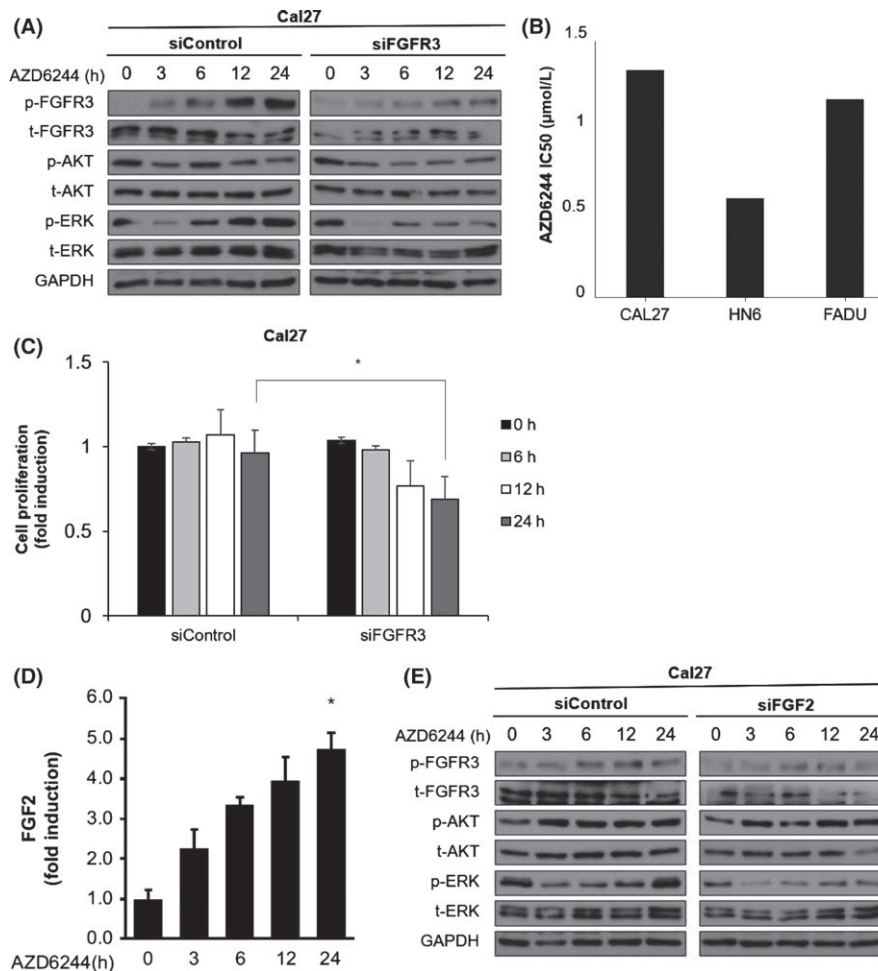 (A)
Cal27
siControl siFGFR3
AZD6244 (h) 0 3 6 12 24 0 3 6 12 24
p-FGFR3
t-FGFR3
p-AKT
t-AKT
p-ERK
t-ERK
GAPDH
(B)
1.5
1
0.5
0
AZD6244 IC50 (µmol/L)
CAL27 HN6 FADU
(C)
Cal27
1.5
1
0.5
0
Cell proliferation
(fold induction)
*
siControl siFGFR3
0 h
6 h
12 h
24 h
(D)
6.0
5.0
4.0
3.0
2.0
1.0
0.0
FGF2
(fold induction)
*
AZD6244(h) 0 3 6 12 24
(E)
Cal27
siControl siFGF2
AZD6244 (h) 0 3 6 12 24 0 3 6 12 24
p-FGFR3
t-FGFR3
p-AKT
t-AKT
p-ERK
t-ERK
GAPDH